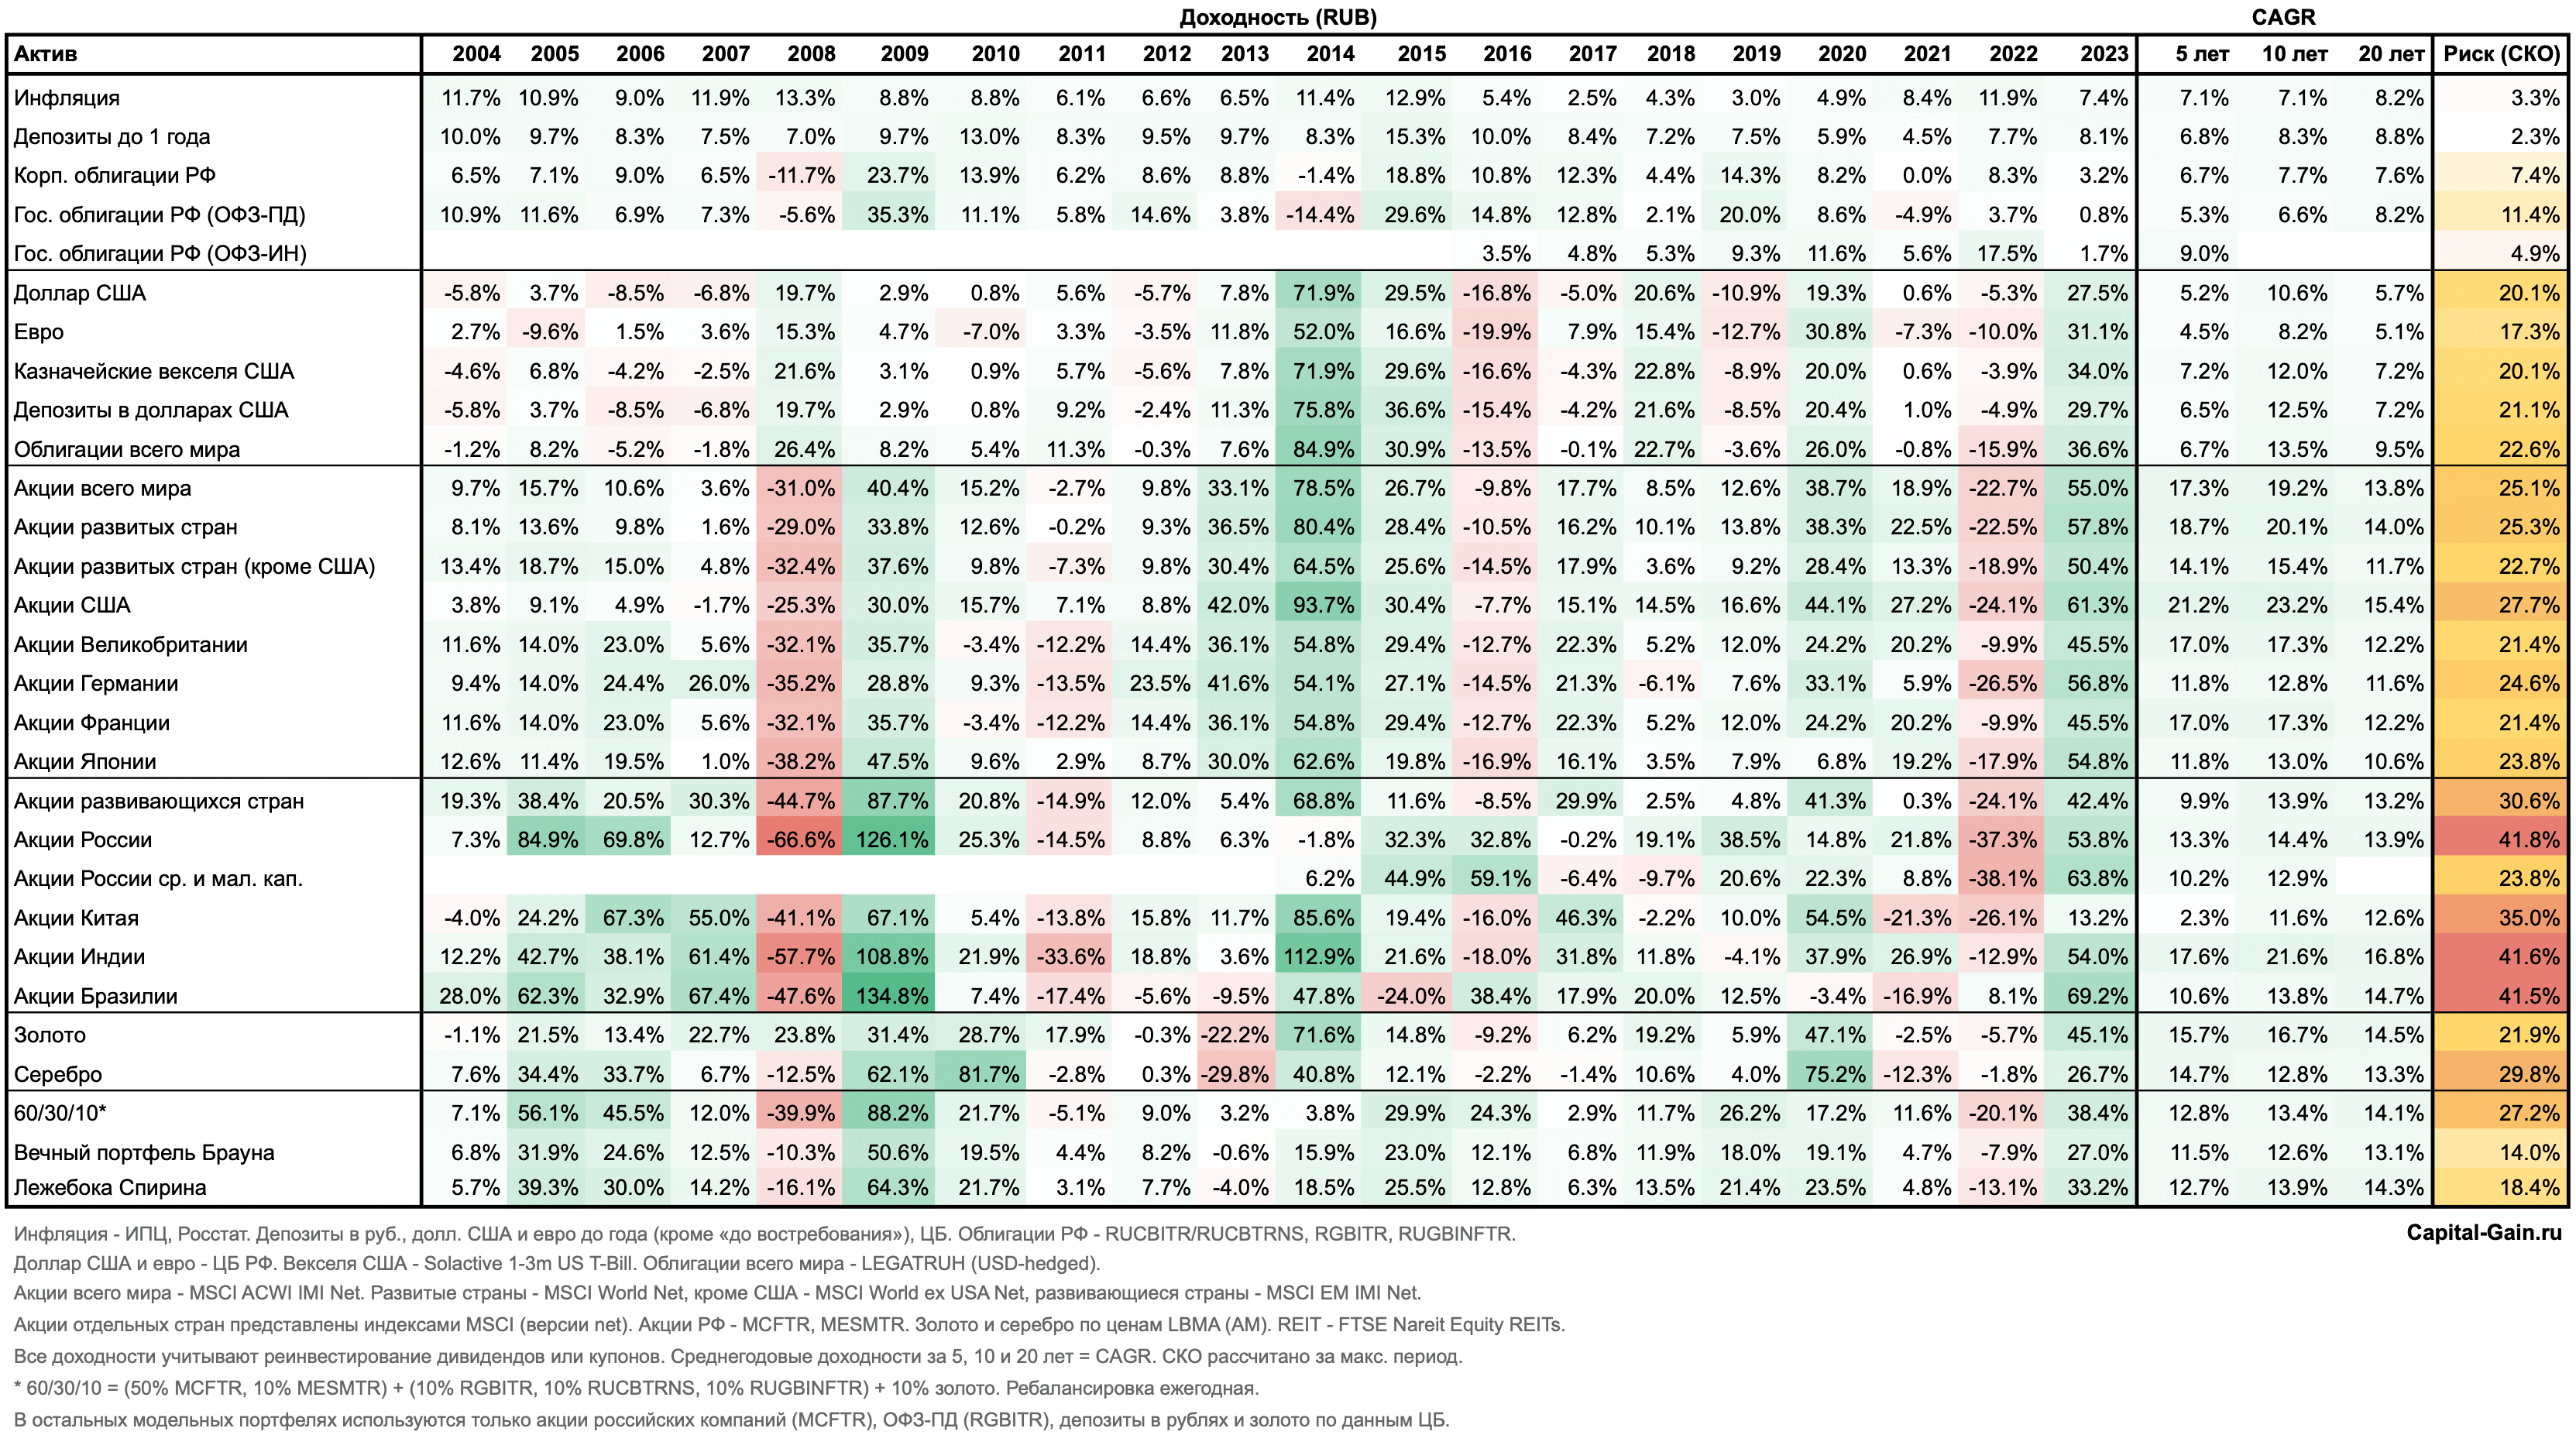 Доходность (RUB) CAGR
Актив 2004 2005 2006 2007 2008 2009 2010 2011 2012 2013 2014 2015 2016 2017 2018 2019 2020 2021 2022 2023 5 лет 10 лет 20 лет Риск (СКО)
Инфляция 11.7% 10.9% 9.0% 11.9% 13.3% 8.8% 8.8% 6.1% 6.6% 6.5% 11.4% 12.9% 5.4% 2.5% 4.3% 3.0% 4.9% 8.4% 11.9% 7.4% 7.1% 7.1% 8.2% 3.3%
Депозиты до 1 года 10.0% 9.7% 8.3% 7.5% 7.0% 9.7% 13.0% 8.3% 9.5% 9.7% 8.3% 15.3% 10.0% 8.4% 7.2% 7.5% 5.9% 4.5% 7.7% 8.1% 6.8% 8.3% 8.8% 2.3%
Корп. облигации РФ 6.5% 7.1% 9.0% 6.5% -11.7% 23.7% 13.9% 6.2% 8.6% 8.8% -1.4% 18.8% 10.8% 12.3% 4.4% 14.3% 8.2% 0.0% 8.3% 3.2% 6.7% 7.7% 7.6% 7.4%
Гос. облигации РФ (ОФЗ-ПД) 10.9% 11.6% 6.9% 7.3% -5.6% 35.3% 11.1% 5.8% 14.6% 3.8% -14.4% 29.6% 14.8% 12.8% 2.1% 20.0% 8.6% -4.9% 3.7% 0.8% 5.3% 6.6% 8.2% 11.4%
Гос. облигации РФ (ОФЗ-ИН) 3.5% 4.8% 5.3% 9.3% 11.6% 5.6% 17.5% 1.7% 9.0% 4.9%
Доллар США -5.8% 3.7% -8.5% -6.8% 19.7% 2.9% 0.8% 5.6% -5.7% 7.8% 71.9% 29.5% -16.8% -5.0% 20.6% -10.9% 19.3% 0.6% -5.3% 27.5% 5.2% 10.6% 5.7% 20.1%
Евро 2.7% -9.6% 1.5% 3.6% 15.3% 4.7% -7.0% 3.3% -3.5% 11.8% 52.0% 16.6% -19.9% 7.9% 15.4% -12.7% 30.8% -7.3% -10.0% 31.1% 4.5% 8.2% 5.1% 17.3%
Казначейские векселя США -4.6% 6.8% -4.2% -2.5% 21.6% 3.1% 0.9% 5.7% -5.6% 7.8% 71.9% 29.6% -16.6% -4.3% 22.8% -8.9% 20.0% 0.6% -3.9% 34.0% 7.2% 12.0% 7.2% 20.1%
Депозиты в долларах США -5.8% 3.7% -8.5% -6.8% 19.7% 2.9% 0.8% 9.2% -2.4% 11.3% 75.8% 36.6% -15.4% -4.2% 21.6% -8.5% 20.4% 1.0% -4.9% 29.7% 6.5% 12.5% 7.2% 21.1%
Облигации всего мира -1.2% 8.2% -5.2% -1.8% 26.4% 8.2% 5.4% 11.3% -0.3% 7.6% 84.9% 30.9% -13.5% -0.1% 22.7% -3.6% 26.0% -0.8% -15.9% 36.6% 6.7% 13.5% 9.5% 22.6%
Акции всего мира 9.7% 15.7% 10.6% 3.6% -31.0% 40.4% 15.2% -2.7% 9.8% 33.1% 78.5% 26.7% -9.8% 17.7% 8.5% 12.6% 38.7% 18.9% -22.7% 55.0% 17.3% 19.2% 13.8% 25.1%
Акции развитых стран 8.1% 13.6% 9.8% 1.6% -29.0% 33.8% 12.6% -0.2% 9.3% 36.5% 80.4% 28.4% -10.5% 16.2% 10.1% 13.8% 38.3% 22.5% -22.5% 57.8% 18.7% 20.1% 14.0% 25.3%
Акции развитых стран (кроме США) 13.4% 18.7% 15.0% 4.8% -32.4% 37.6% 9.8% -7.3% 9.8% 30.4% 64.5% 25.6% -14.5% 17.9% 3.6% 9.2% 28.4% 13.3% -18.9% 50.4% 14.1% 15.4% 11.7% 22.7%
Акции США 3.8% 9.1% 4.9% -1.7% -25.3% 30.0% 15.7% 7.1% 8.8% 42.0% 93.7% 30.4% -7.7% 15.1% 14.5% 16.6% 44.1% 27.2% -24.1% 61.3% 21.2% 23.2% 15.4% 27.7%
Акции Великобритании 11.6% 14.0% 23.0% 5.6% -32.1% 35.7% -3.4% -12.2% 14.4% 36.1% 54.8% 29.4% -12.7% 22.3% 5.2% 12.0% 24.2% 20.2% -9.9% 45.5% 17.0% 17.3% 12.2% 21.4%
Акции Германии 9.4% 14.0% 24.4% 26.0% -35.2% 28.8% 9.3% -13.5% 23.5% 41.6% 54.1% 27.1% -14.5% 21.3% -6.1% 7.6% 33.1% 5.9% -26.5% 56.8% 11.8% 12.8% 11.6% 24.6%
Акции Франции 11.6% 14.0% 23.0% 5.6% -32.1% 35.7% -3.4% -12.2% 14.4% 36.1% 54.8% 29.4% -12.7% 22.3% 5.2% 12.0% 24.2% 20.2% -9.9% 45.5% 17.0% 17.3% 12.2% 21.4%
Акции Японии 12.6% 11.4% 19.5% 1.0% -38.2% 47.5% 9.6% 2.9% 8.7% 30.0% 62.6% 19.8% -16.9% 16.1% 3.5% 7.9% 6.8% 19.2% -17.9% 54.8% 11.8% 13.0% 10.6% 23.8%
Акции развивающихся стран 19.3% 38.4% 20.5% 30.3% -44.7% 87.7% 20.8% -14.9% 12.0% 5.4% 68.8% 11.6% -8.5% 29.9% 2.5% 4.8% 41.3% 0.3% -24.1% 42.4% 9.9% 13.9% 13.2% 30.6%
Акции России 7.3% 84.9% 69.8% 12.7% -66.6% 126.1% 25.3% -14.5% 8.8% 6.3% -1.8% 32.3% 32.8% -0.2% 19.1% 38.5% 14.8% 21.8% -37.3% 53.8% 13.3% 14.4% 13.9% 41.8%
Акции России ср. и мал. кап. 6.2% 44.9% 59.1% -6.4% -9.7% 20.6% 22.3% 8.8% -38.1% 63.8% 10.2% 12.9% 23.8%
Акции Китая -4.0% 24.2% 67.3% 55.0% -41.1% 67.1% 5.4% -13.8% 15.8% 11.7% 85.6% 19.4% -16.0% 46.3% -2.2% 10.0% 54.5% -21.3% -26.1% 13.2% 2.3% 11.6% 12.6% 35.0%
Акции Индии 12.2% 42.7% 38.1% 61.4% -57.7% 108.8% 21.9% -33.6% 18.8% 3.6% 112.9% 21.6% -18.0% 31.8% 11.8% -4.1% 37.9% 26.9% -12.9% 54.0% 17.6% 21.6% 16.8% 41.6%
Акции Бразилии 28.0% 62.3% 32.9% 67.4% -47.6% 134.8% 7.4% -17.4% -5.6% -9.5% 47.8% -24.0% 38.4% 17.9% 20.0% 12.5% -3.4% -16.9% 8.1% 69.2% 10.6% 13.8% 14.7% 41.5%
Золото -1.1% 21.5% 13.4% 22.7% 23.8% 31.4% 28.7% 17.9% -0.3% -22.2% 71.6% 14.8% -9.2% 6.2% 19.2% 5.9% 47.1% -2.5% -5.7% 45.1% 15.7% 16.7% 14.5% 21.9%
Серебро 7.6% 34.4% 33.7% 6.7% -12.5% 62.1% 81.7% -2.8% 0.3% -29.8% 40.8% 12.1% -2.2% -1.4% 10.6% 4.0% 75.2% -12.3% -1.8% 26.7% 14.7% 12.8% 13.3% 29.8%
60/30/10* 7.1% 56.1% 45.5% 12.0% -39.9% 88.2% 21.7% -5.1% 9.0% 3.2% 3.8% 29.9% 24.3% 2.9% 11.7% 26.2% 17.2% 11.6% -20.1% 38.4% 12.8% 13.4% 14.1% 27.2%
Вечный портфель Брауна 6.8% 31.9% 24.6% 12.5% -10.3% 50.6% 19.5% 4.4% 8.2% -0.6% 15.9% 23.0% 12.1% 6.8% 11.9% 18.0% 19.1% 4.7% -7.9% 27.0% 11.5% 12.6% 13.1% 14.0%
Лежебока Спирина 5.7% 39.3% 30.0% 14.2% -16.1% 64.3% 21.7% 3.1% 7.7% -4.0% 18.5% 25.5% 12.8% 6.3% 13.5% 21.4% 23.5% 4.8% -13.1% 33.2% 12.7% 13.9% 14.3% 18.4%
Инфляция - ИПЦ, Росстат. Депозиты в руб., долл. США и евро до года (кроме «до востребования»), ЦБ. Облигации РФ - RUCBITR/RUCBTRNS, RGBITR, RUGBINFTR. Capital-Gain.ru
Доллар США и евро - ЦБ РФ. Векселя США - Solactive 1-3m US T-Bill. Облигации всего мира - LEGATRUH (USD-hedged).
Акции всего мира - MSCI ACWI IMI Net. Развитые страны - MSCI World Net, кроме США - MSCI World ex USA Net, развивающиеся страны - MSCI EM IMI Net.
Акции отдельных стран представлены индексами MSCI (версии net). Акции РФ - MCFTR, MESMTR. Золото и серебро по ценам LBMA (AM). REIT - FTSE Nareit Equity REITs.
Все доходности учитывают реинвестирование дивидендов или купонов. Среднегодовые доходности за 5, 10 и 20 лет = CAGR. СКО рассчитано за макс. период.
* 60/30/10 = (50% MCFTR, 10% MESMTR) + (10% RGBITR, 10% RUCBTRNS, 10% RUGBINFTR) + 10% золото. Ребалансировка ежегодная.
В остальных модельных портфелях используются только акции российских компаний (MCFTR), ОФЗ-ПД (RGBITR), депозиты в рублях и золото по данным ЦБ.